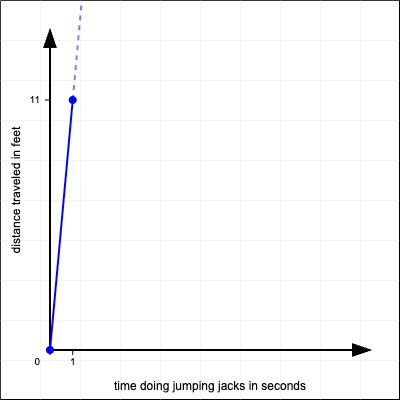 11
distance traveled in feet
0
1
time doing jumping jacks in seconds